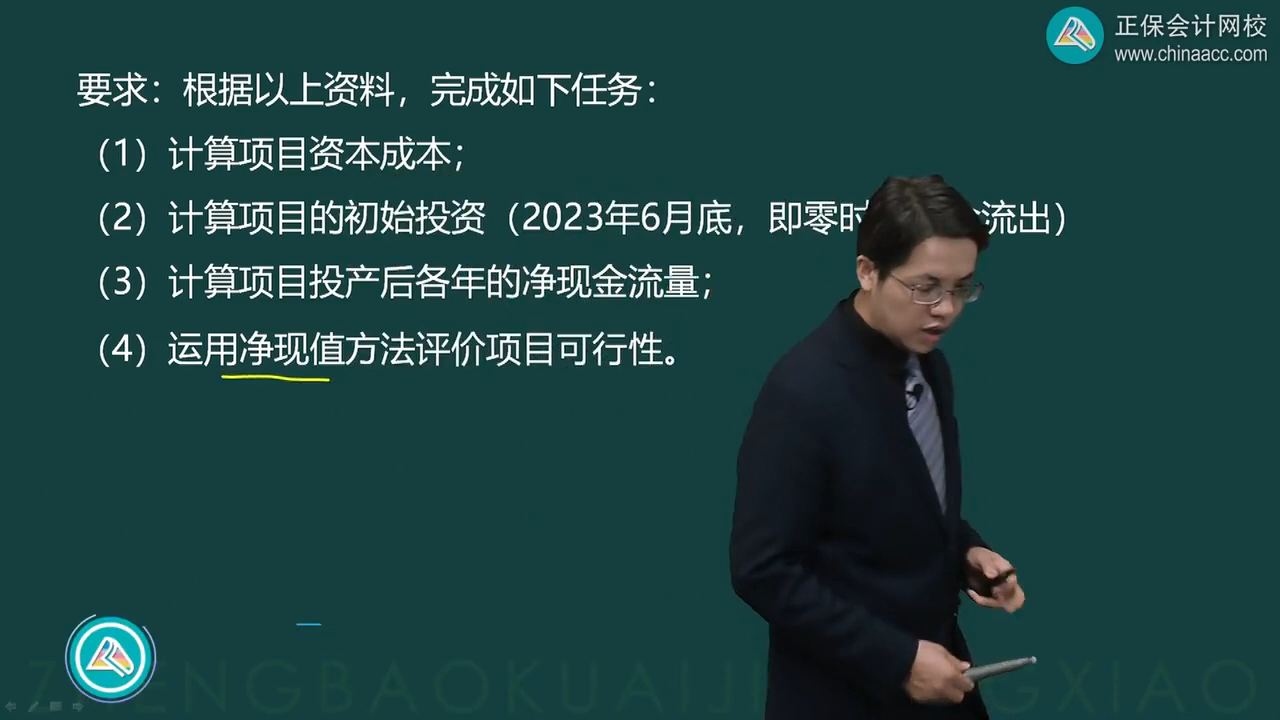 正保会计网校
www.chinaacc.com
要求：根据以上资料，完成如下任务：
（1）计算项目资本成本；
（2）计算项目的初始投资（2023年6月底，即零时 流出）
（3）计算项目投产后各年的净现金流量；
（4）运用净现值方法评价项目可行性。